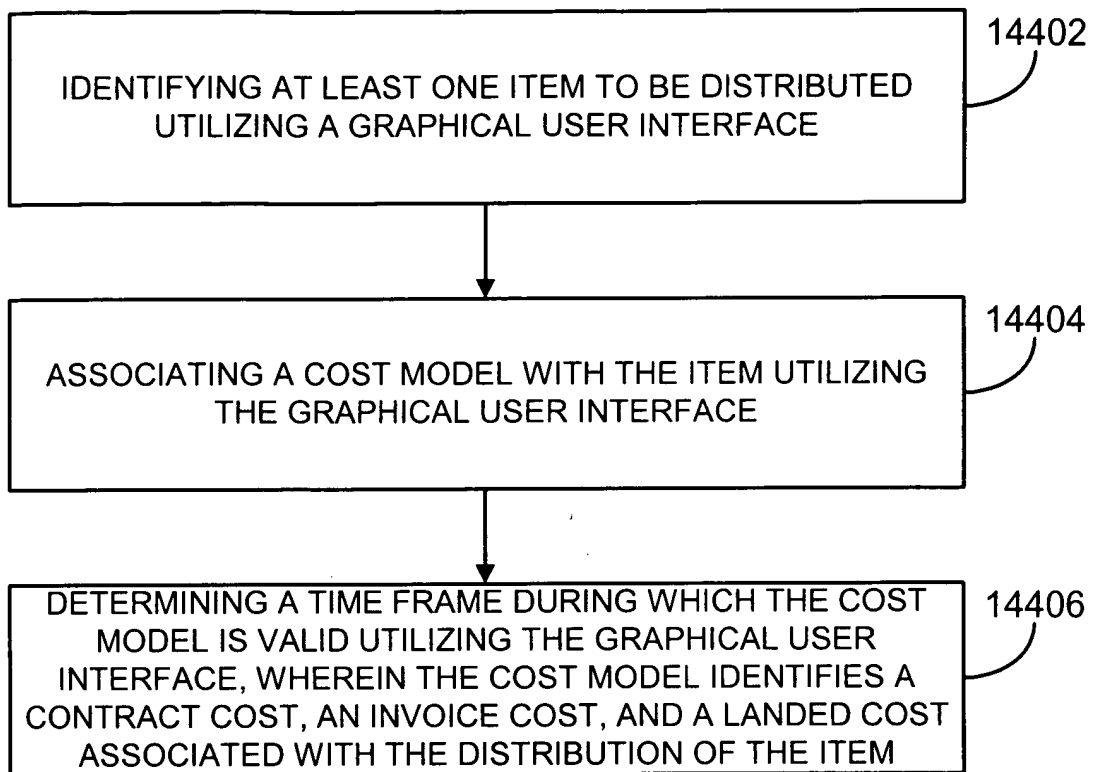 14402
IDENTIFYING AT LEAST ONE ITEM TO BE DISTRIBUTED
UTILIZING A GRAPHICAL USER INTERFACE
14404
ASSOCIATING A COST MODEL WITH THE ITEM UTILIZING
THE GRAPHICAL USER INTERFACE
14406
DETERMINING A TIME FRAME DURING WHICH THE COST
MODEL IS VALID UTILIZING THE GRAPHICAL USER
INTERFACE, WHEREIN THE COST MODEL IDENTIFIES A
CONTRACT COST, AN INVOICE COST, AND A LANDED COST
ASSOCIATED WITH THE DISTRIBUTION OF THE ITEM